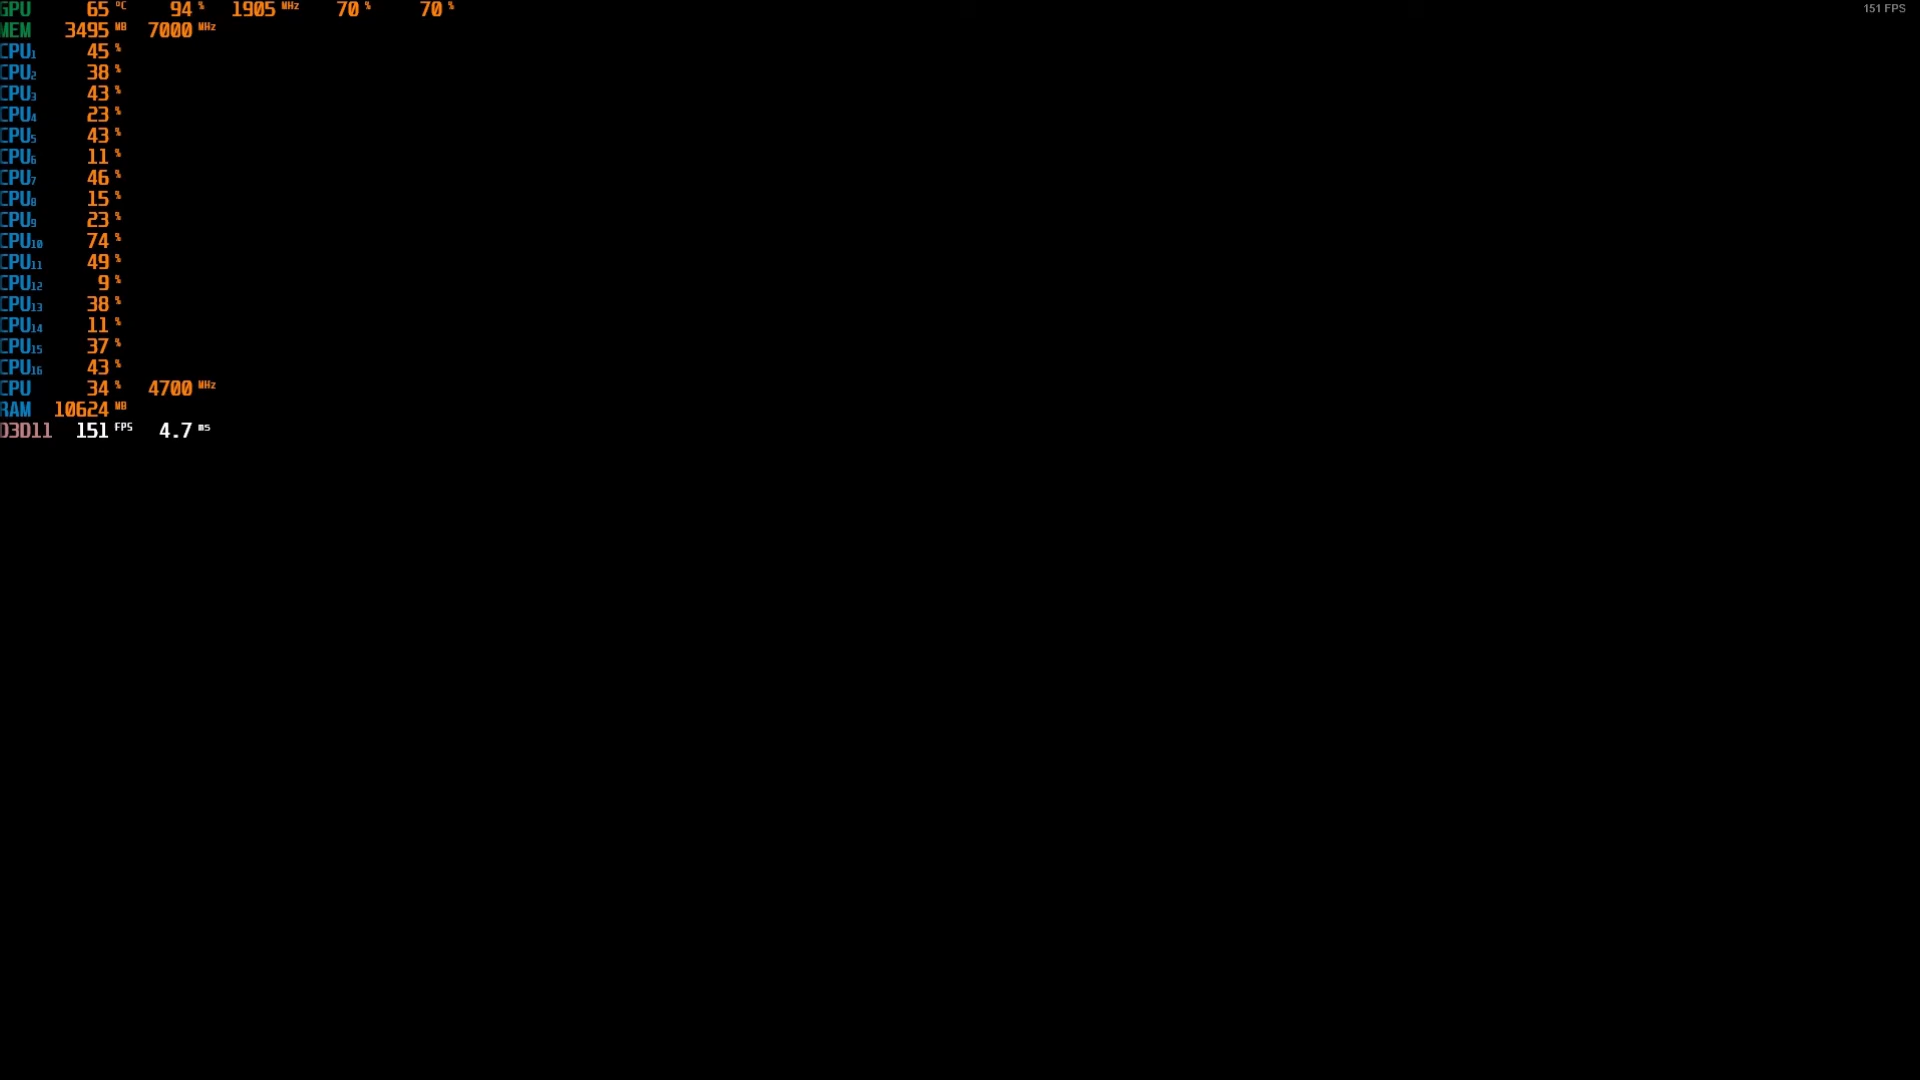 GPU 65 °C 94 % 1905 MHz 70 % 70 % 151 FPS
MEM 3495 MB 7000 MHz
CPU1 45 %
CPU2 38 %
CPU3 43 %
CPU4 23 %
CPU5 43 %
CPU6 11 %
CPU7 46 %
CPU8 15 %
CPU9 23 %
CPU10 74 %
CPU11 49 %
CPU12 9 %
CPU13 38 %
CPU14 11 %
CPU15 37 %
CPU16 43 %
CPU 34 % 4700 MHz
RAM 10624 MB
D3D11 151 FPS 4.7 ms